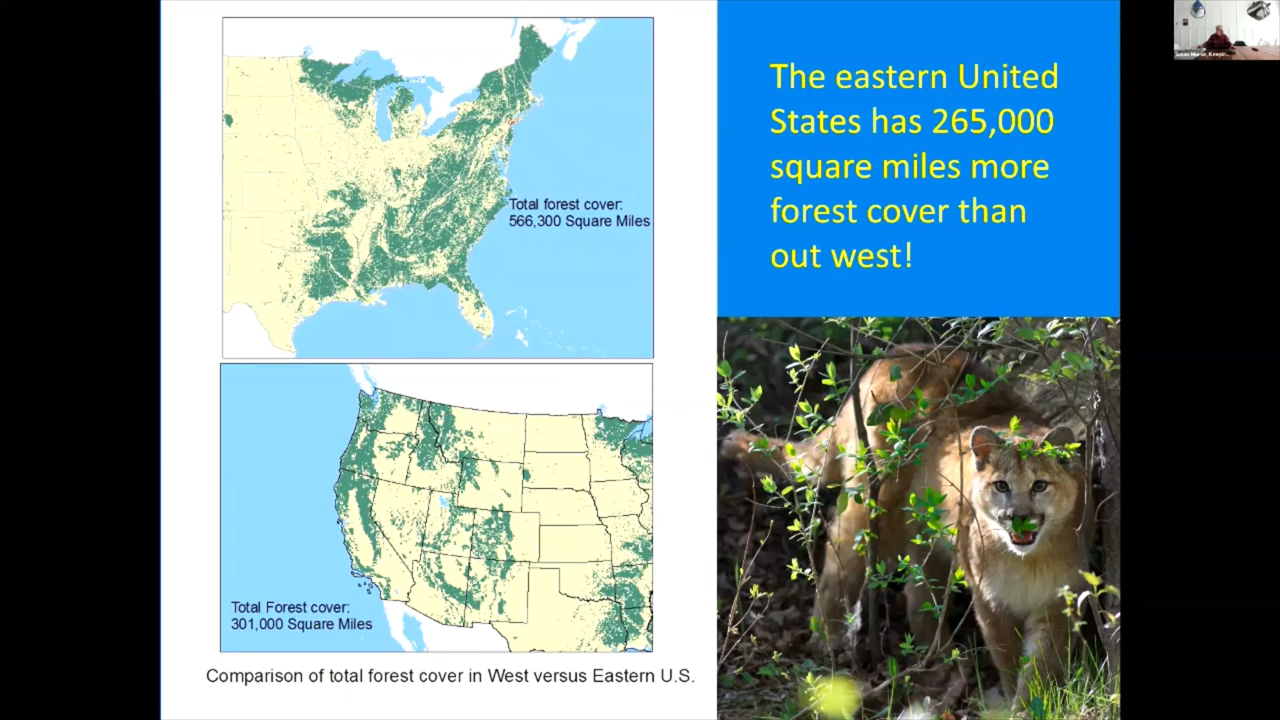 Total forest cover:
566,300 Square Miles
Total Forest cover:
301,000 Square Miles
Comparison of total forest cover in West versus Eastern U.S.
The eastern United
States has 265,000
square miles more
forest cover than
out west!